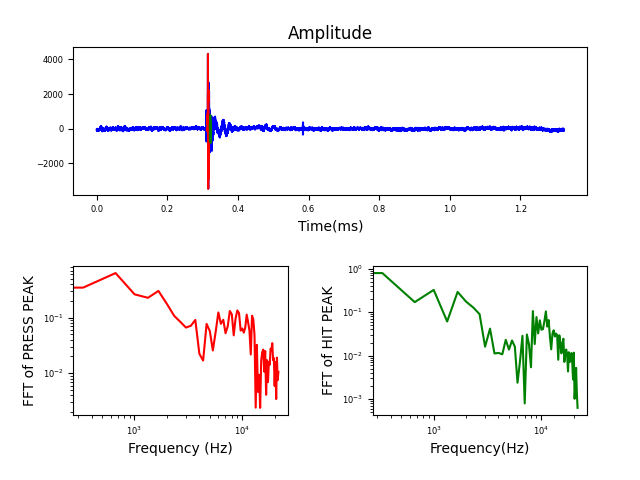 Amplitude
4000
2000
0
−2000
0.0 0.2 0.4 0.6 0.8 1.0 1.2
Time(ms)
FFT of PRESS PEAK
10⁻¹
10⁻²
10³ 10⁴
Frequency (Hz)
FFT of HIT PEAK
10⁰
10⁻¹
10⁻²
10⁻³
10³ 10⁴
Frequency(Hz)